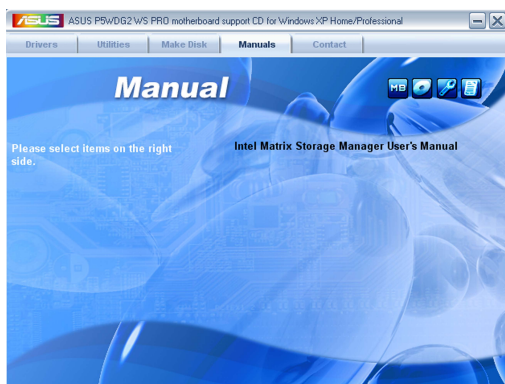 ASUS P5WDG2 WS PRO motherboard support CD for Windows XP Home/Professional
Drivers Utilities Make Disk Manuals Contact
Manual
MB
Please select items on the right
side.
Intel Matrix Storage Manager User's Manual